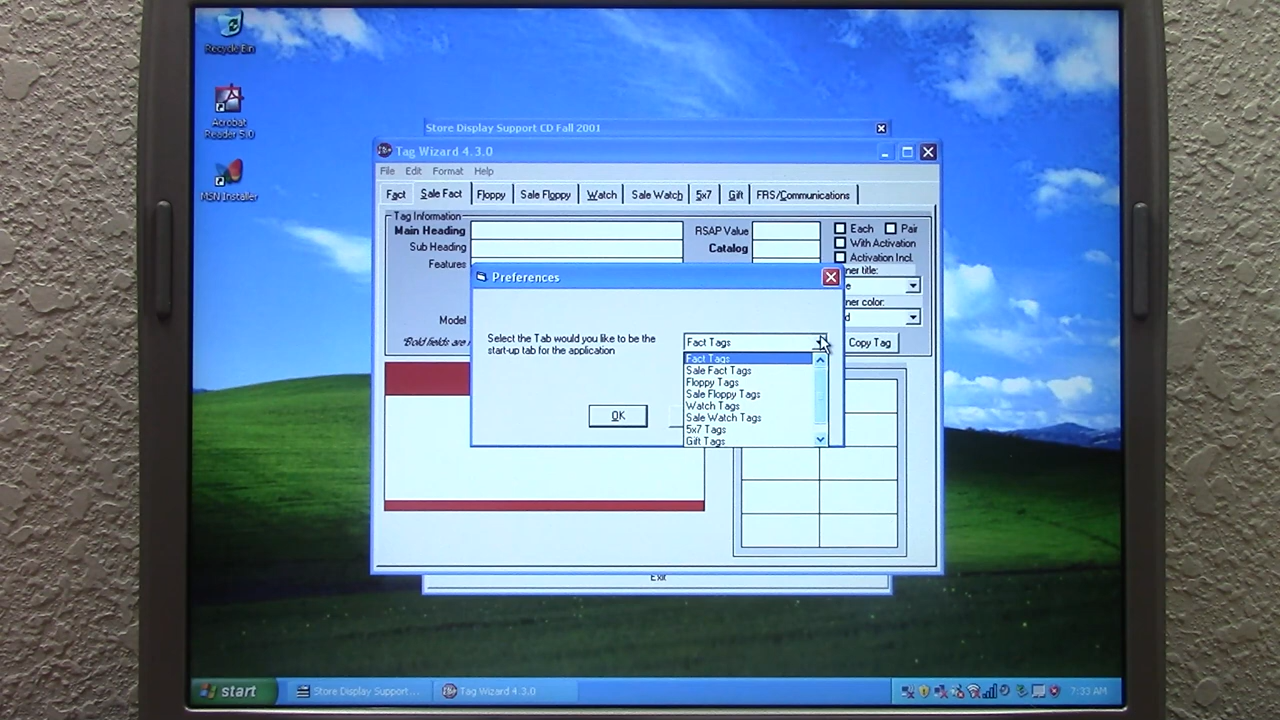 Recycle Bin
Acrobat
Reader 5.0
MSN Installer
Store Display Support CD Fall 2001
Tag Wizard 4.3.0
File Edit Format Help
Fact Sale Fact Floppy Sale Floppy Watch Sale Watch 5x7 Gift FRS/Communications
Tag Information
Main Heading RSAP Value Each Pair
Sub Heading Catalog With Activation
Features Activation Incl.
ner title:
e
ner color:
d
Model
*Bold fields are
Copy Tag
Preferences
Select the Tab would you like to be the
start-up tab for the application
Fact Tags
Fact Tags
Sale Fact Tags
Floppy Tags
Sale Floppy Tags
Watch Tags
Sale Watch Tags
5x7 Tags
Gift Tags
OK
Exit
start Store Display Support... Tag Wizard 4.3.0 7:33 AM